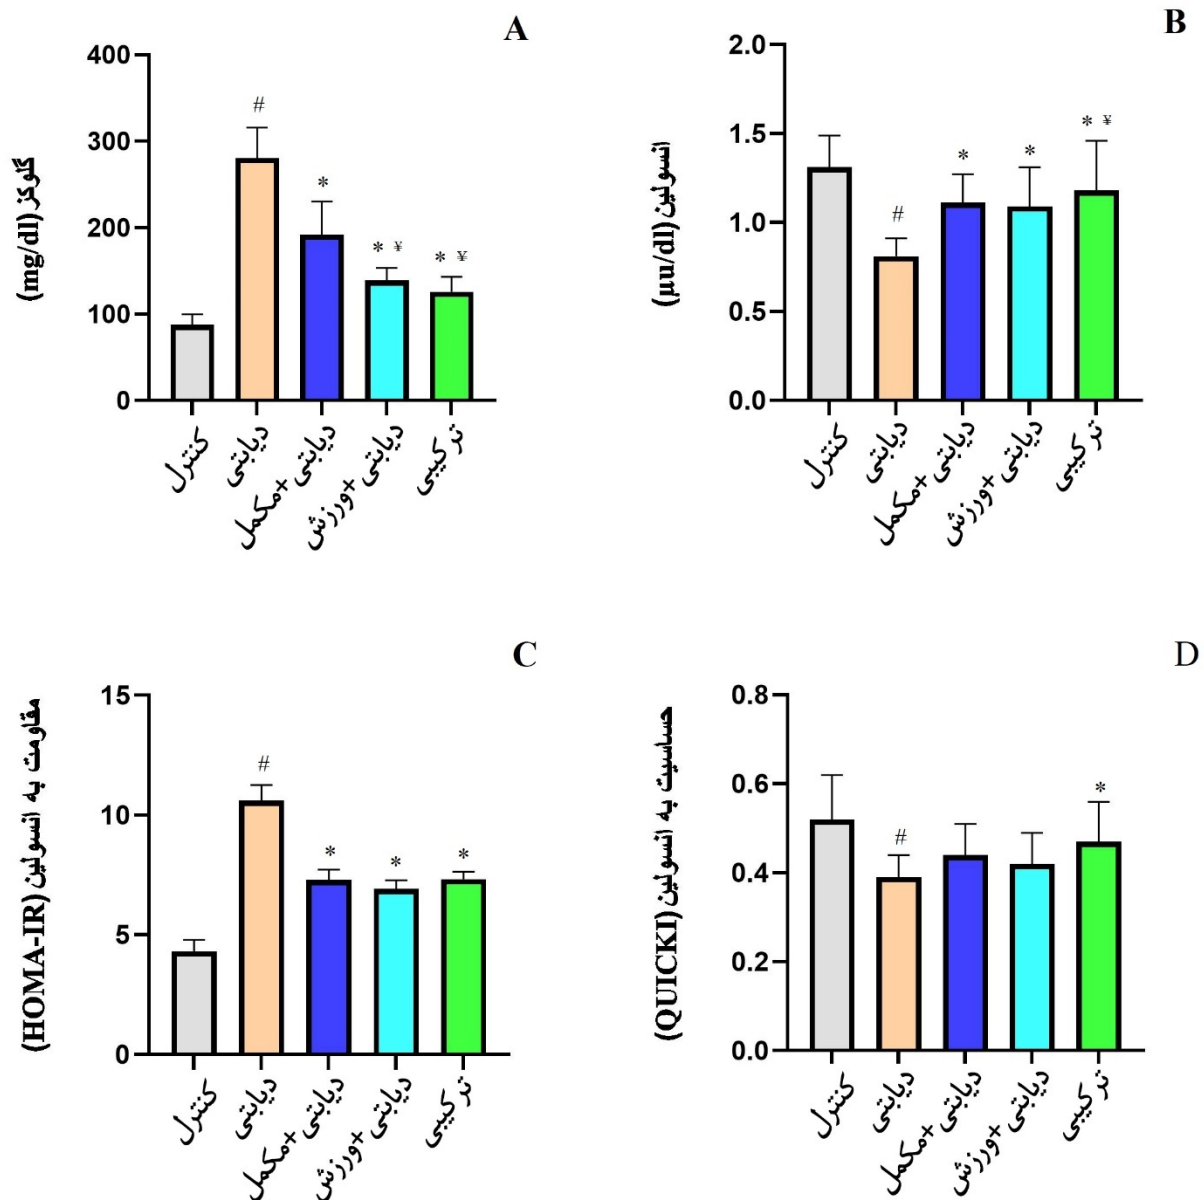 A
گلوکز (mg/dl)
400
300
200
100
0
#
*
* ¥
* ¥
کنترل
دیابتی
دیابتی+مکمل
دیابتی+ورزش
ترکیبی
B
انسولین (µu/dl)
2.0
1.5
1.0
0.5
0.0
#
*
*
* ¥
کنترل
دیابتی
دیابتی+مکمل
دیابتی+ورزش
ترکیبی
C
مقاومت به انسولین (HOMA-IR)
15
10
5
0
#
*
*
*
کنترل
دیابتی
دیابتی+مکمل
دیابتی+ورزش
ترکیبی
D
حساسیت به انسولین (QUICKI)
0.8
0.6
0.4
0.2
0.0
#
*
کنترل
دیابتی
دیابتی+مکمل
دیابتی+ورزش
ترکیبی